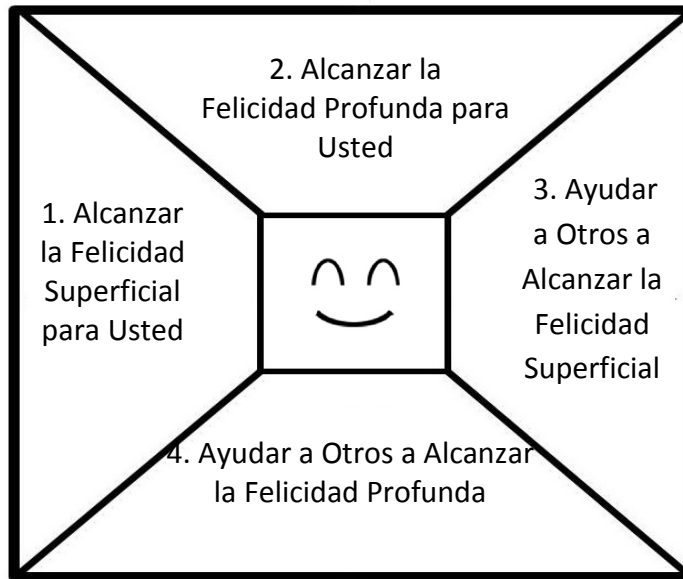 2. Alcanzar la
Felicidad Profunda para
Usted
1. Alcanzar
la Felicidad
Superficial
para Usted
3. Ayudar
a Otros a
Alcanzar la
Felicidad
Superficial
4. Ayudar a Otros a Alcanzar
la Felicidad Profunda